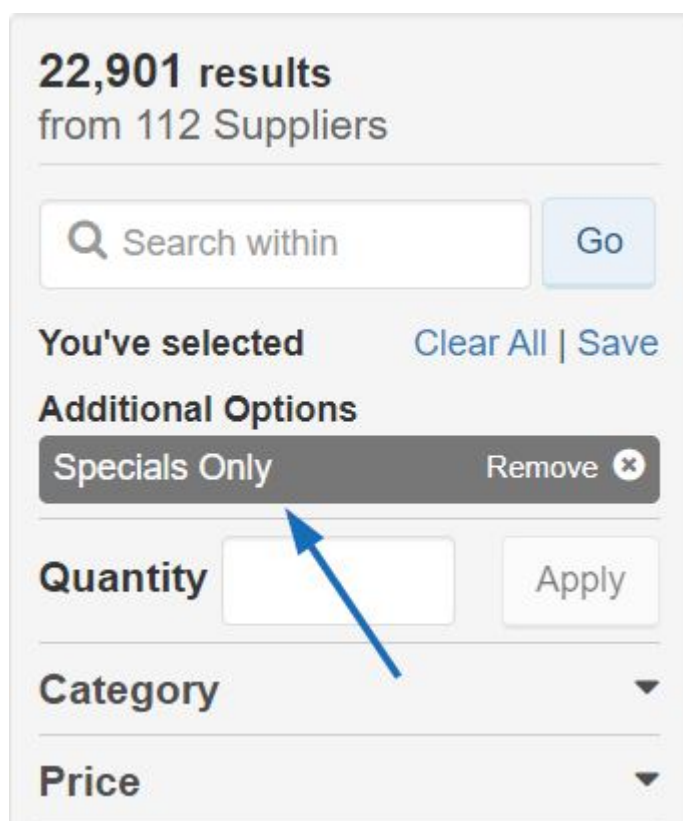 22,901 results
from 112 Suppliers
Search within Go
You've selected Clear All | Save
Additional Options
Specials Only Remove
Quantity Apply
Category
Price